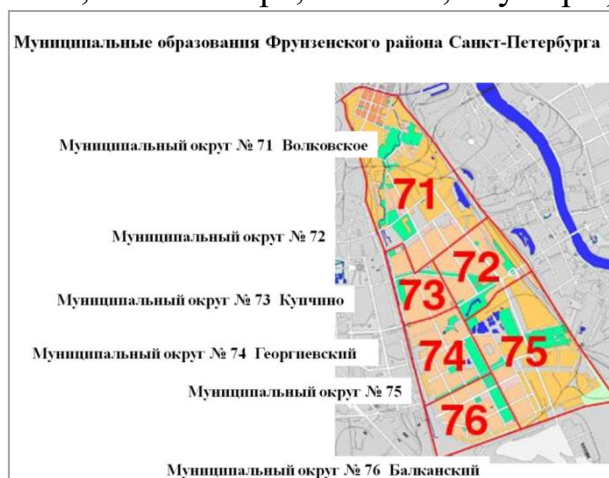 Муниципальные образования Фрунзенского района Санкт-Петербурга
Муниципальный округ № 71 Волковское
71
Муниципальный округ № 72
72
73
Муниципальный округ № 73 Купчино
Муниципальный округ № 74 Георгиевский
74
75
Муниципальный округ № 75
76
Муниципальный округ № 76 Балканский